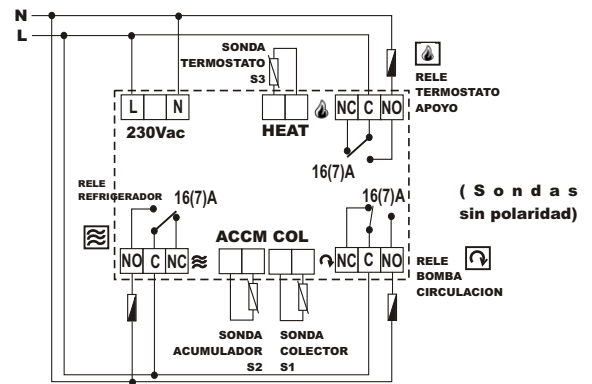 N
L
SONDA
TERMOSTATO
S3
RELE
TERMOSTATO
APOYO
L N
230Vac
HEAT
NC C NO
16(7)A
RELE
REFRIGERADOR
16(7)A
16(7)A
(Sondas
sin polaridad)
ACCM COL
NO C NC
NC C NO
RELE
BOMBA
CIRCULACION
SONDA
ACUMULADOR
S2
SONDA
COLECTOR
S1